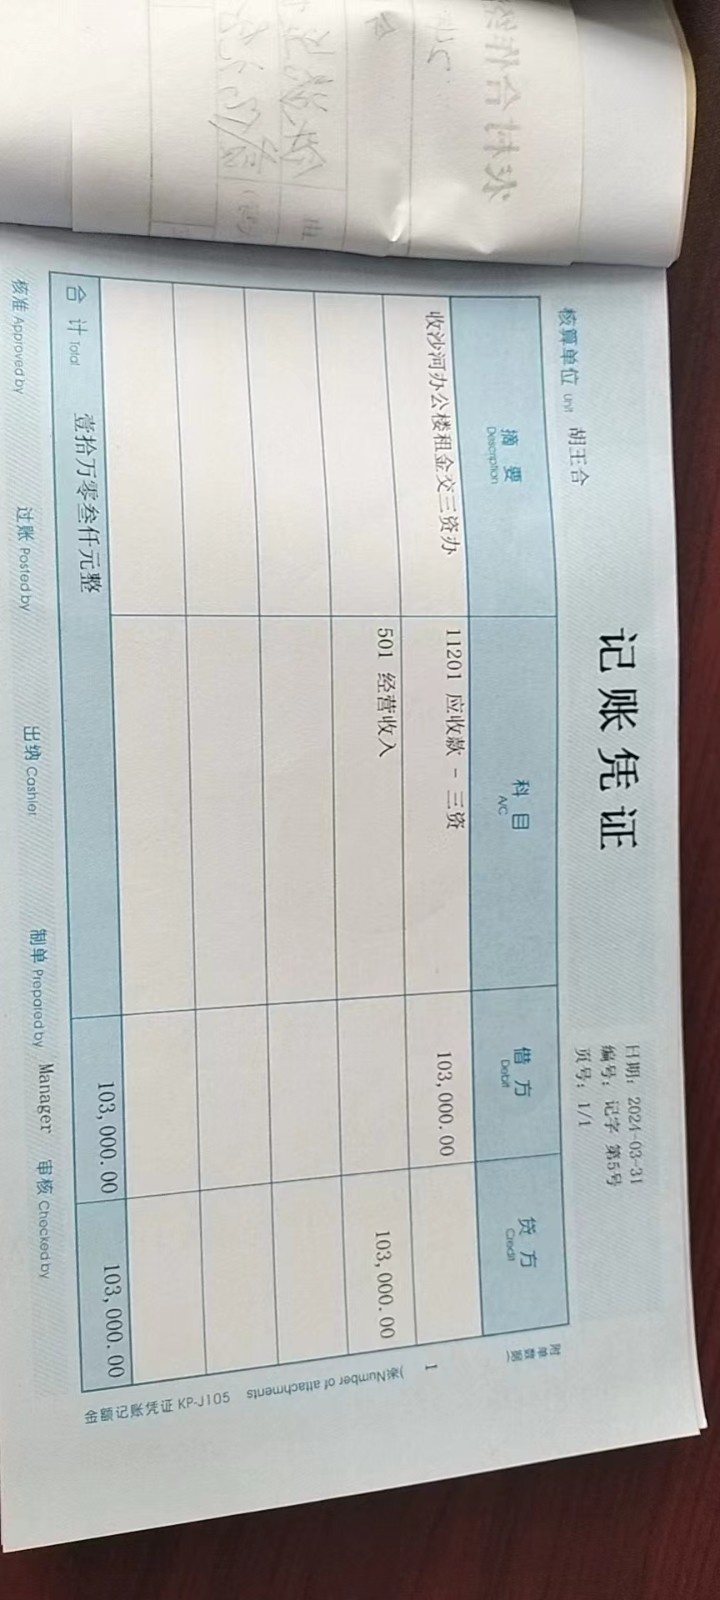 记账凭证
日期: 2024-03-31
编号: 记字 第5号
页号: 1/1
核算单位 Unit 胡王合
摘要 Description 科目 A/C 借方 Debit 贷方 Credit
收沙河办公楼租金交三资办 11201 应收款 - 三资 103,000.00
501 经营收入 103,000.00
合计 Total 壹拾万零叁仟元整 103,000.00 103,000.00
附单数据
1
Number of attachments
金额记账凭证 KP-J105
核准 Approved by 过账 Posted by 出纳 Cashier 制单 Prepared by Manager 审核 Checked by